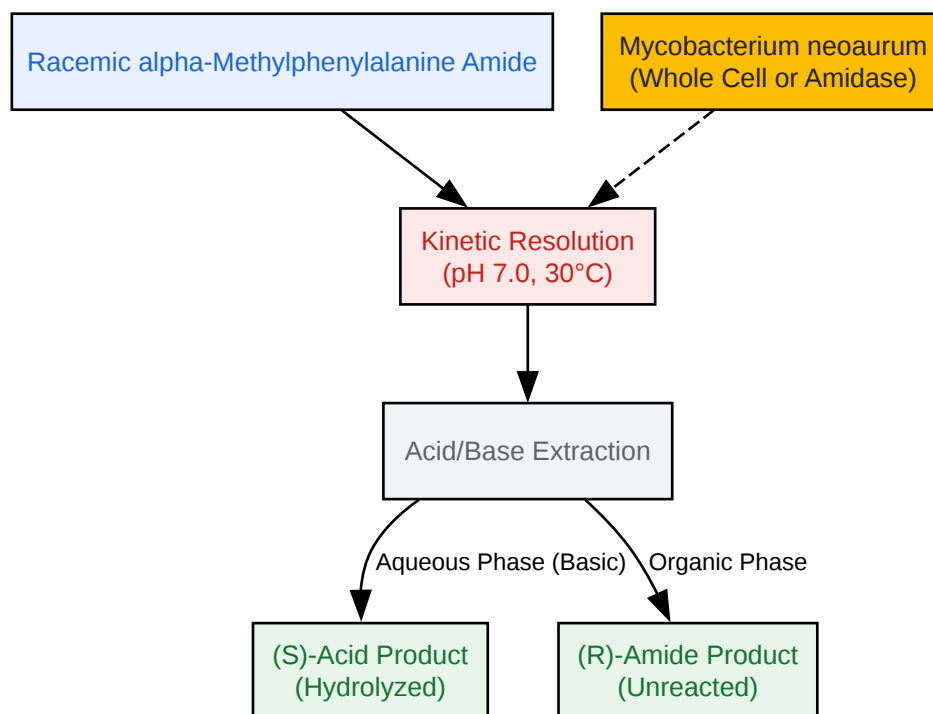 Racemic alpha-Methylphenylalanine Amide
Mycobacterium neoaurum
(Whole Cell or Amidase)
Kinetic Resolution
(pH 7.0, 30°C)
Acid/Base Extraction
Aqueous Phase (Basic)
Organic Phase
(S)-Acid Product
(Hydrolyzed)
(R)-Amide Product
(Unreacted)